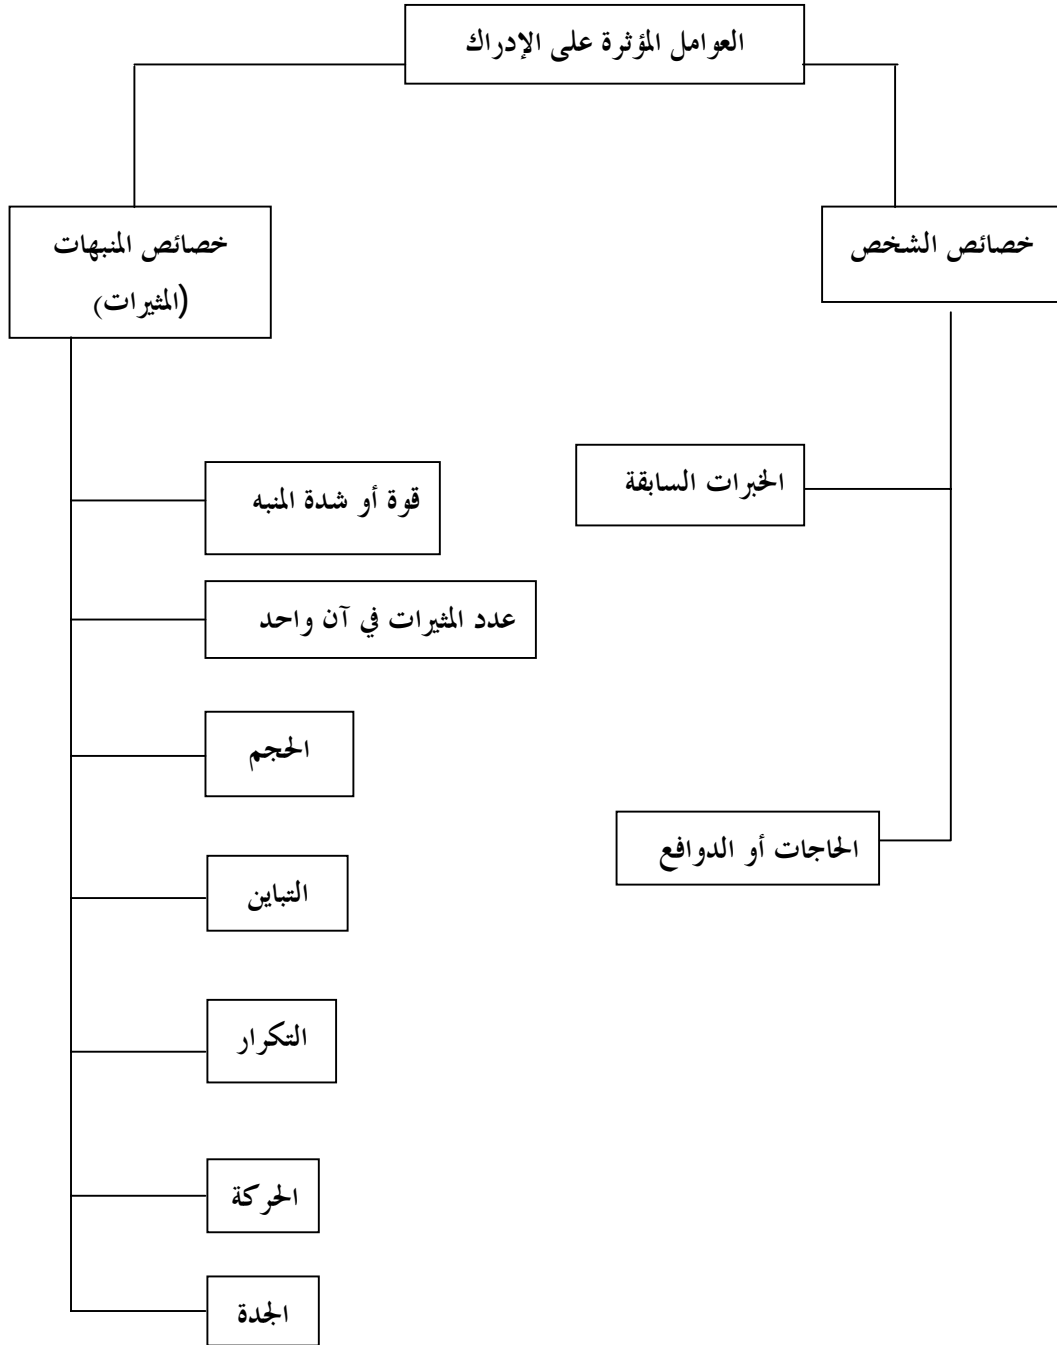 العوامل المؤثرة على الإدراك
خصائص الشخص
الخبرات السابقة
الحاجات أو الدوافع
خصائص المنبهات
(المثيرات)
قوة أو شدة المنبه
عدد المثيرات في آن واحد
الحجم
التباين
التكرار
الحركة
الجدة